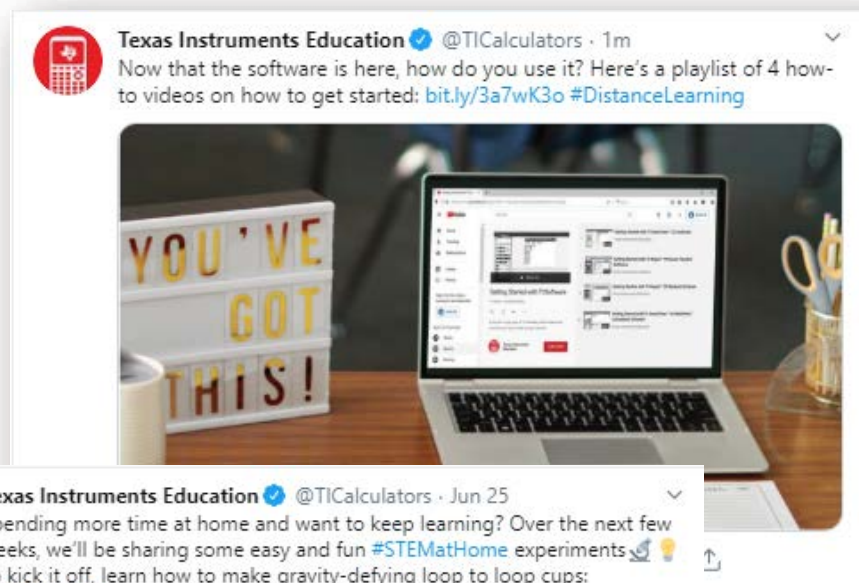 Texas Instruments Education @TICalculators · 1m
Now that the software is here, how do you use it? Here's a playlist of 4 how-
to videos on how to get started: bit.ly/3a7wK3o #DistanceLearning
YOU'VE
GOT
THIS!
Getting Started with TI Software
exas Instruments Education @TICalculators · Jun 25
pending more time at home and want to keep learning? Over the next few
eeks, we'll be sharing some easy and fun #STEMatHome experiments
o kick it off, learn how to make gravity-defying loop to loop cups: